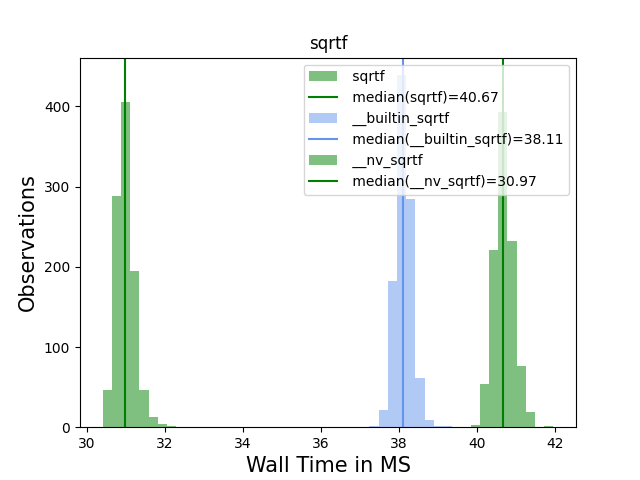 sqrtf
sqrtf
median(sqrtf)=40.67
__builtin_sqrtf
median(__builtin_sqrtf)=38.11
__nv_sqrtf
median(__nv_sqrtf)=30.97
Observations
400
300
200
100
0
30 32 34 36 38 40 42
Wall Time in MS